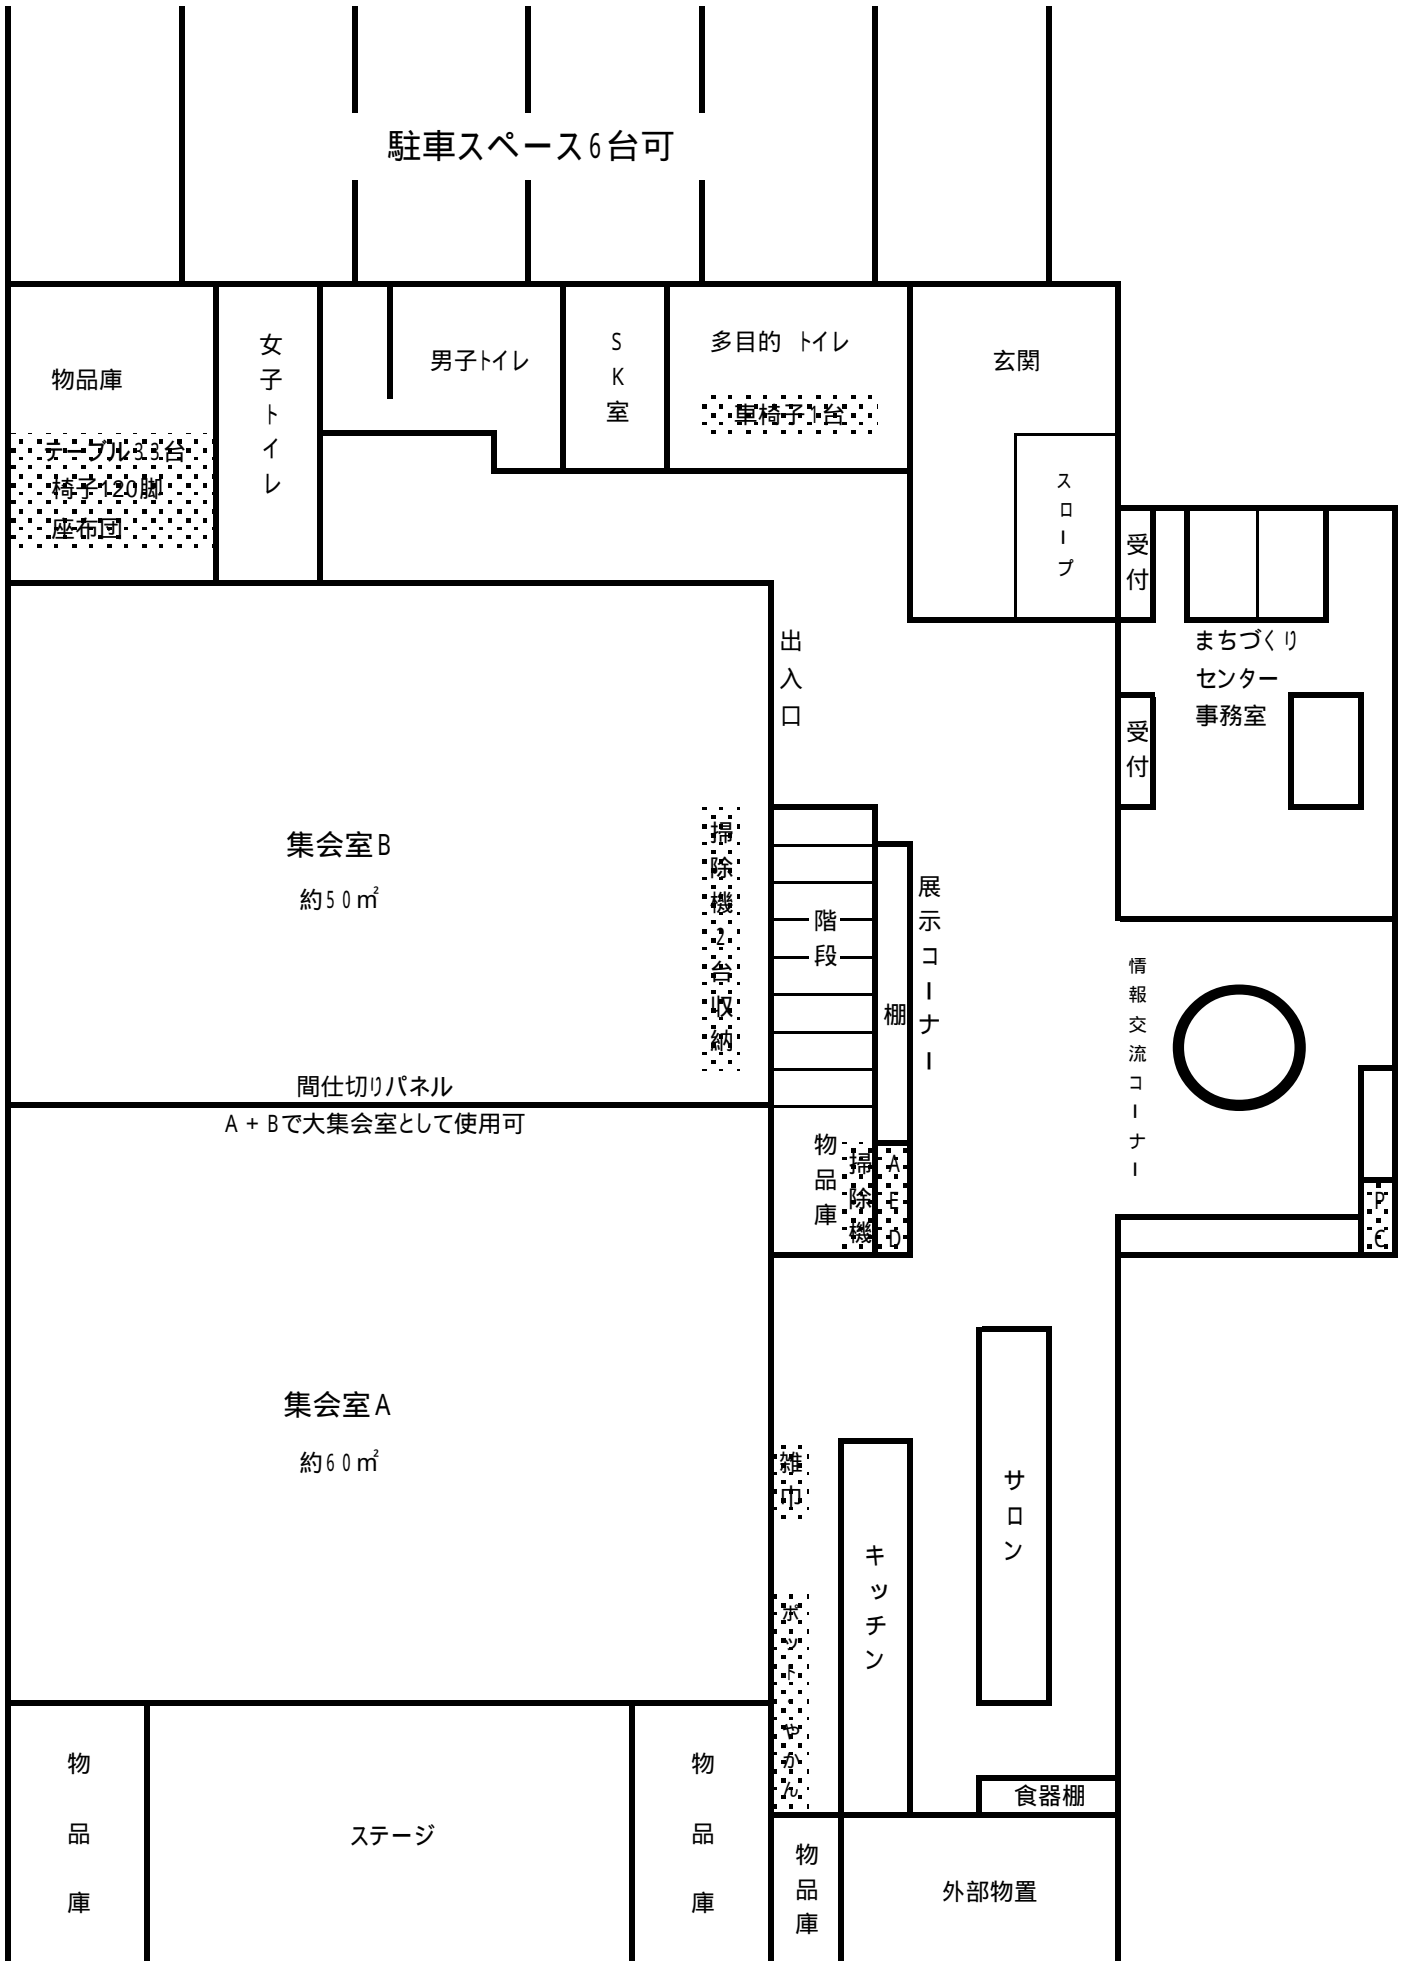 駐車スペース6台可
物品庫
テーブル33台
椅子120脚
座布団
女子トイレ
男子トイレ
SK室
多目的 トイレ
車椅子1台
玄関
スロープ
受付
まちづくり
センター
事務室
受付
出入口
集会室B
約50㎡
掃除機2台収納
階段
棚
展示コーナー
情報交流コーナー
間仕切りパネル
A+Bで大集会室として使用可
物品庫
掃除機
AED
PC
集会室A
約60㎡
雑巾
ポット・やかん
キッチン
サロン
食器棚
物品庫
ステージ
物品庫
物品庫
外部物置